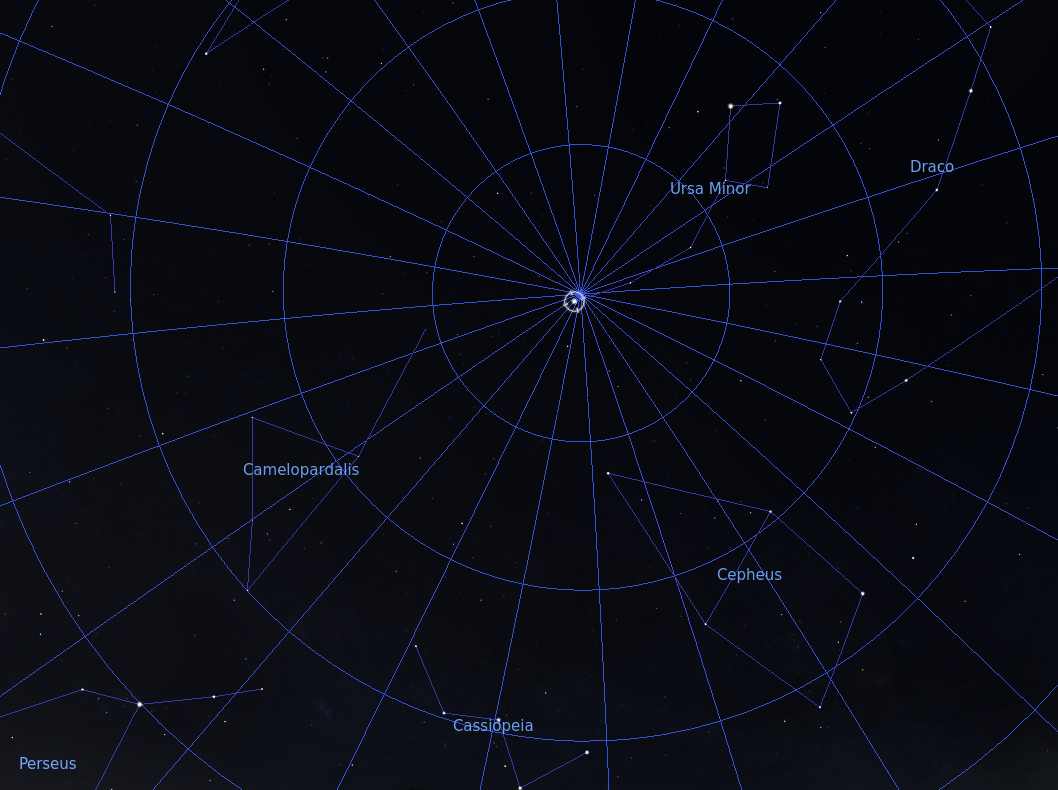 Draco
Ursa Minor
Camelopardalis
Cepheus
Cassiopeia
Perseus